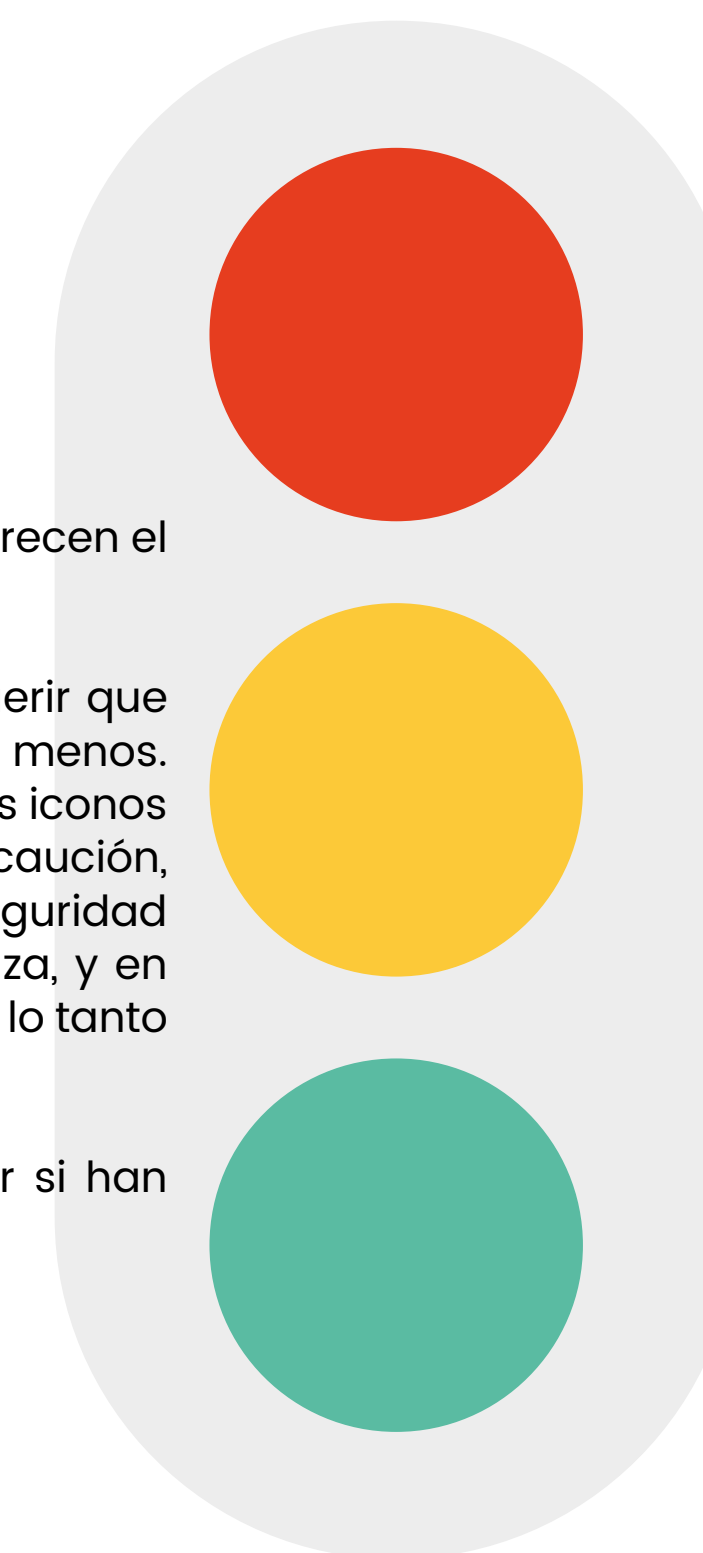 recen el
erir que
menos.
s iconos
caución,
guridad
za, y en
lo tanto
r si han